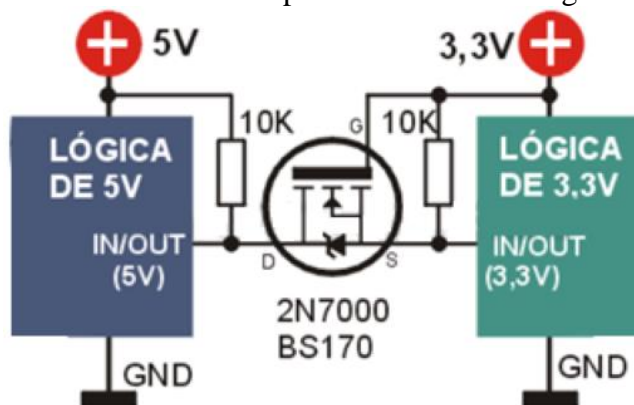 5V
3,3V
10K
G
10K
LÓGICA
DE 5V
LÓGICA
DE 3,3V
IN/OUT
(5V)
D
S
IN/OUT
(3,3V)
2N7000
BS170
GND
GND